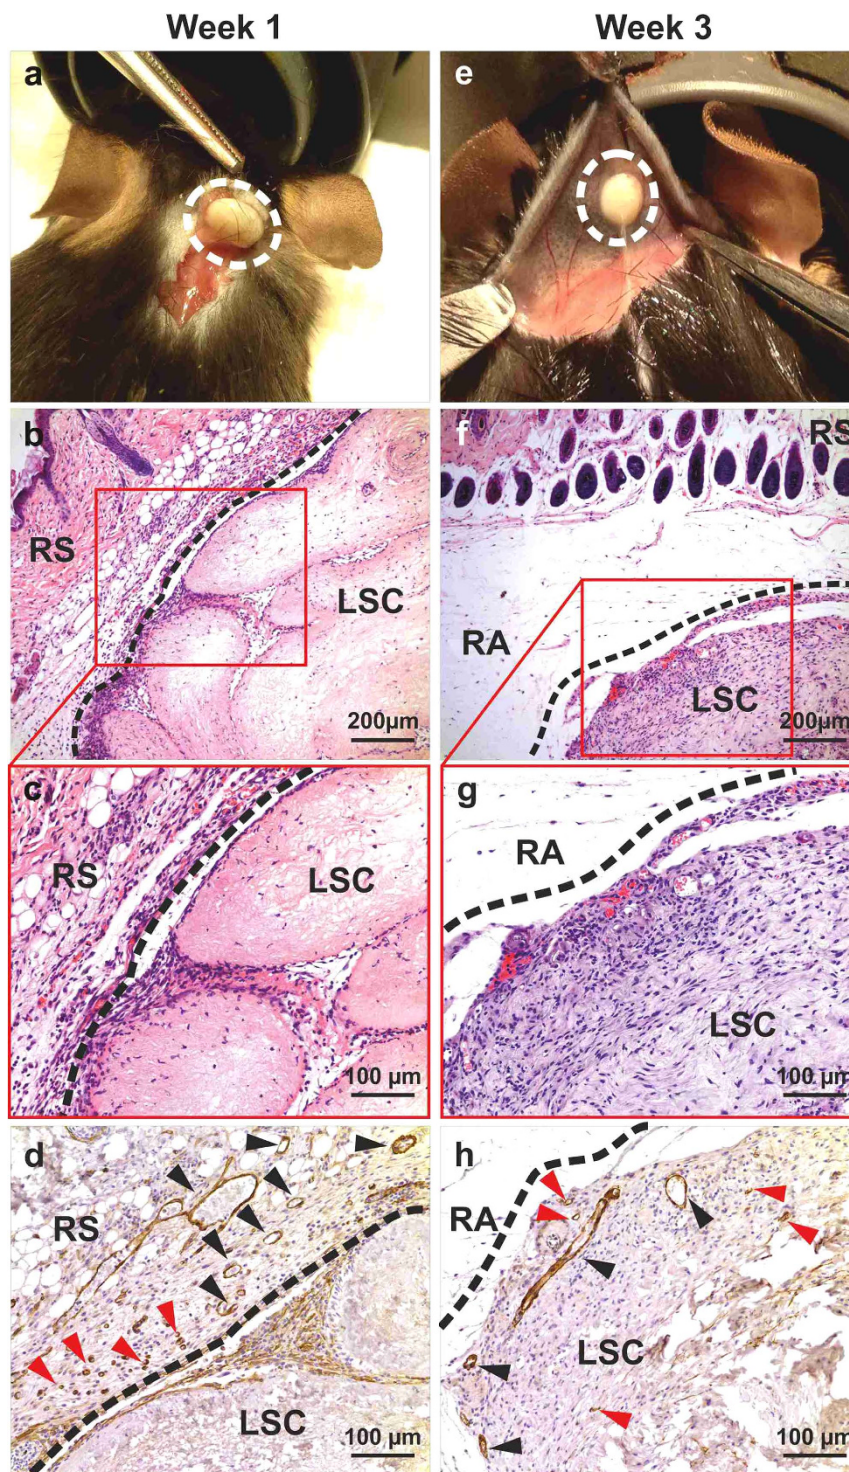 Week 1
Week 3
a
e
b
RS
LSC
200µm
f
RS
RA
LSC
200µm
c
RS
LSC
100 µm
g
RA
LSC
100 µm
d
RS
LSC
100 µm
h
RA
LSC
100 µm